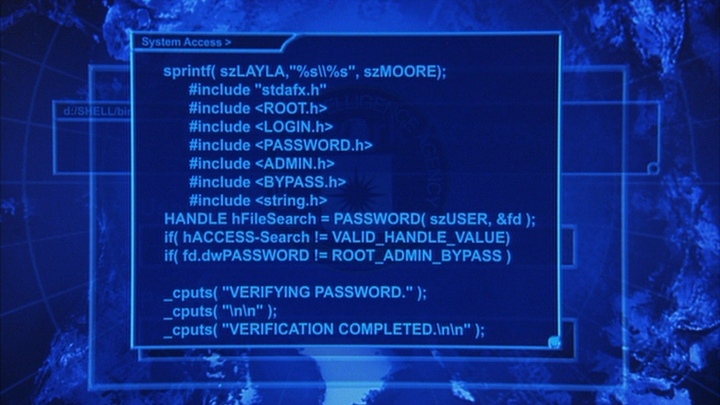 System Access >
d:/SHELL/bin
sprintf( szLAYLA,"%s\\%s", szMOORE);
#include "stdafx.h"
#include <ROOT.h>
#include <LOGIN.h>
#include <PASSWORD.h>
#include <ADMIN.h>
#include <BYPASS.h>
#include <string.h>
HANDLE hFileSearch = PASSWORD( szUSER, &fd );
if( hACCESS-Search != VALID_HANDLE_VALUE)
if( fd.dwPASSWORD != ROOT_ADMIN_BYPASS )
_cputs( "VERIFYING PASSWORD." );
_cputs( "\n\n" );
_cputs( "VERIFICATION COMPLETED.\n\n" );